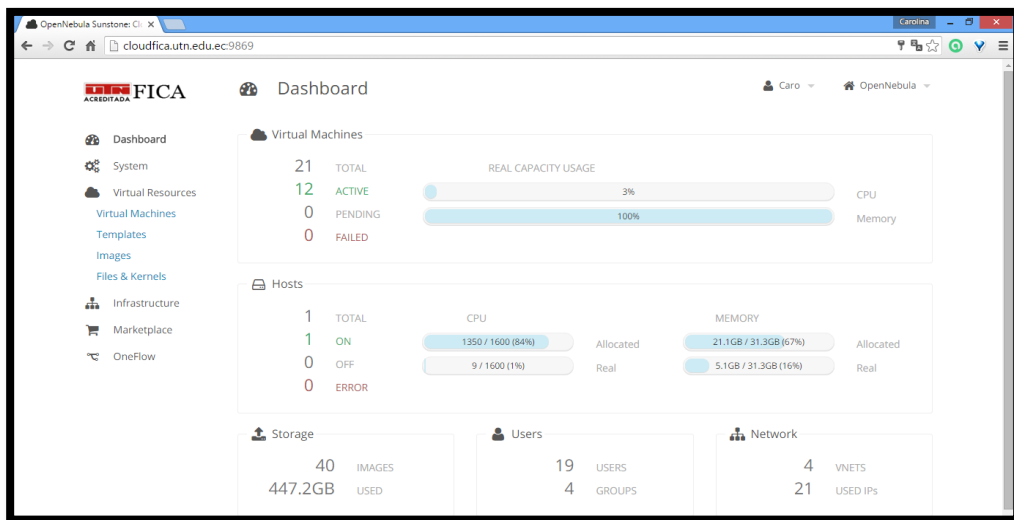 OpenNebula Sunstone: Cl
Carolina
cloudfica.utn.edu.ec:9869
UTN FICA
ACREDITADA
Dashboard
Caro
OpenNebula
Dashboard
System
Virtual Resources
Virtual Machines
Templates
Images
Files & Kernels
Infrastructure
Marketplace
OneFlow
Virtual Machines
21 TOTAL REAL CAPACITY USAGE
12 ACTIVE 3% CPU
0 PENDING 100% Memory
0 FAILED
Hosts
1 TOTAL CPU MEMORY
1 ON 1350 / 1600 (84%) Allocated 21.1GB / 31.3GB (67%) Allocated
0 OFF 9 / 1600 (1%) Real 5.1GB / 31.3GB (16%) Real
0 ERROR
Storage
40 IMAGES
447.2GB USED
Users
19 USERS
4 GROUPS
Network
4 VNETS
21 USED IPs